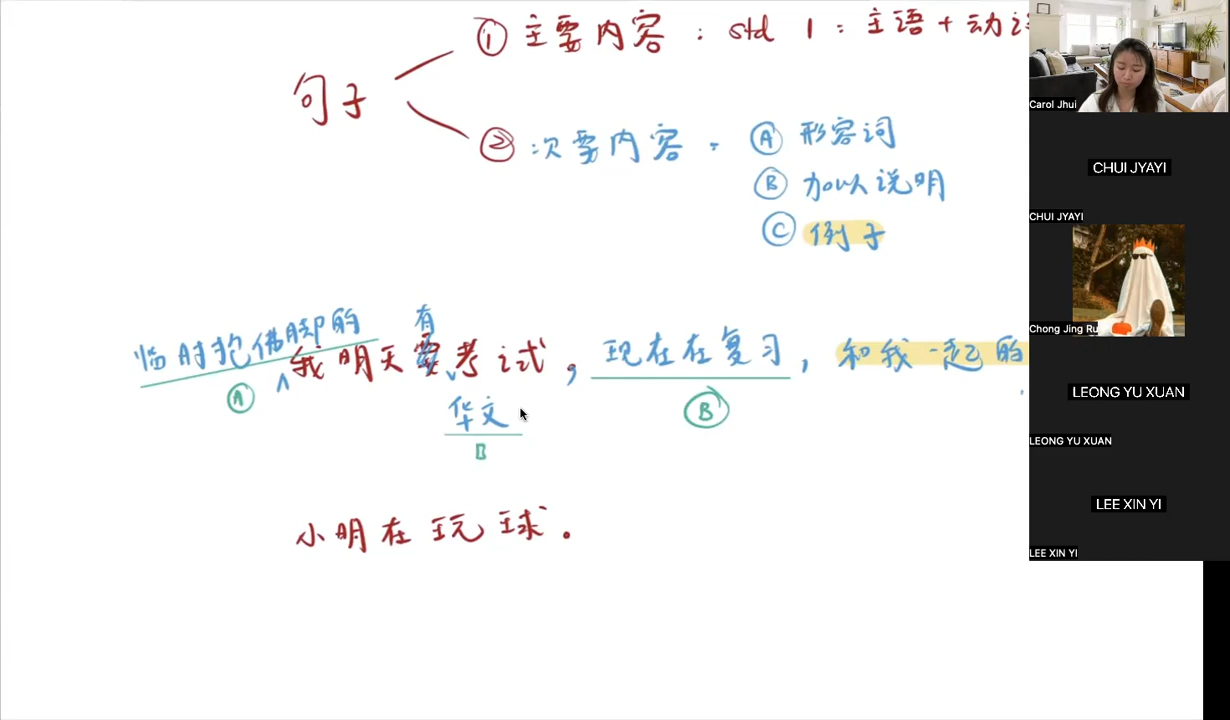 ① 主要内容 : std 1 : 主语 + 动
句子
② 次要内容 - Ⓐ 形容词
Ⓑ 加以说明
Ⓒ 例子
临时抱佛脚的 有
我明天考试, 现在在复习, 和我一起的
Ⓐ 华文 Ⓑ
B
小明在玩球.
Carol Jhui
CHUI JYAYI
CHUI JYAYI
Chong Jing Ru
LEONG YU XUAN
LEONG YU XUAN
LEE XIN YI
LEE XIN YI